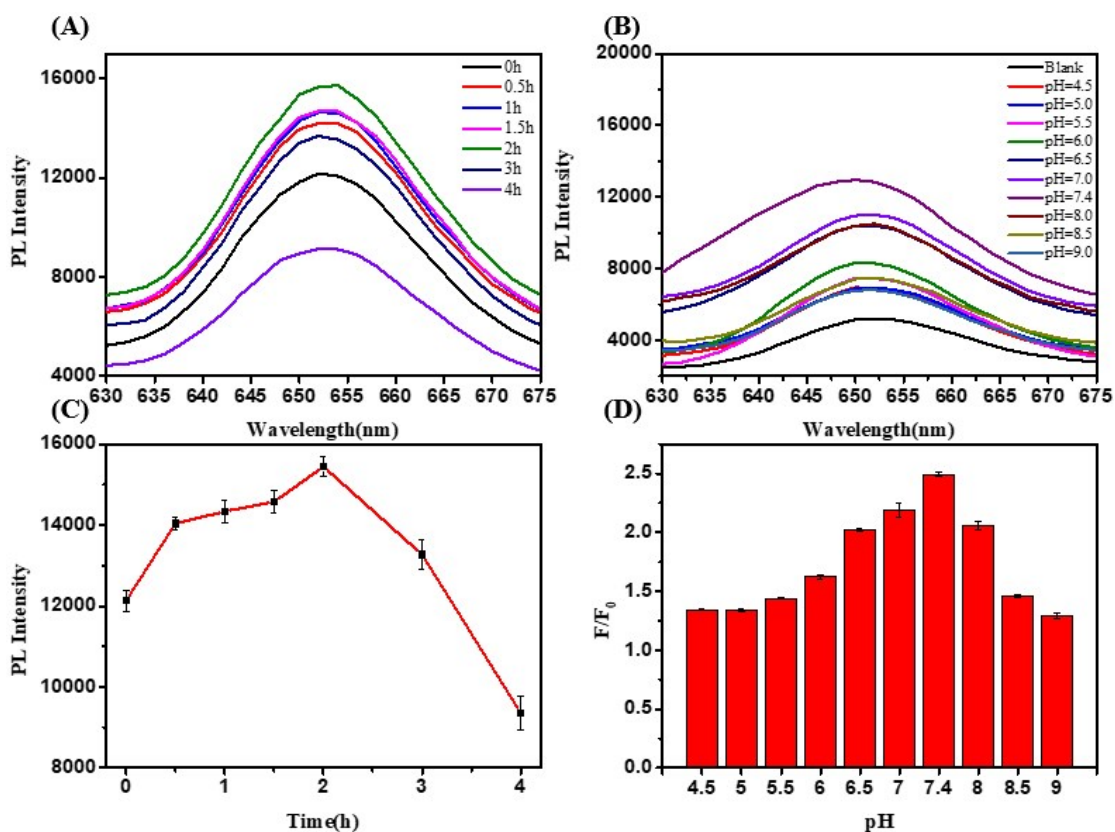 (A)
PL Intensity
16000
12000
8000
4000
0h
0.5h
1h
1.5h
2h
3h
4h
630 635 640 645 650 655 660 665 670 675
Wavelength(nm)
(B)
PL Intensity
20000
16000
12000
8000
4000
Blank
pH=4.5
pH=5.0
pH=5.5
pH=6.0
pH=6.5
pH=7.0
pH=7.4
pH=8.0
pH=8.5
pH=9.0
630 635 640 645 650 655 660 665 670 675
Wavelength(nm)
(C)
PL Intensity
16000
14000
12000
10000
8000
0 1 2 3 4
Time(h)
(D)
F/F0
2.5
2.0
1.5
1.0
0.5
0.0
4.5 5 5.5 6 6.5 7 7.4 8 8.5 9
pH